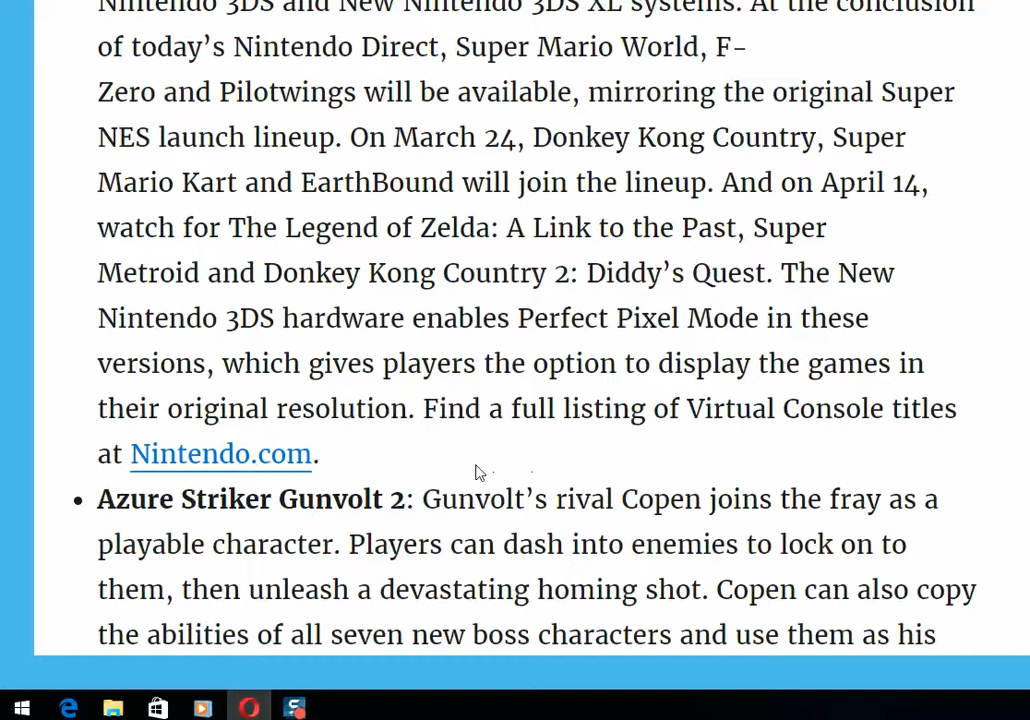 Nintendo 3DS and New Nintendo 3DS XL systems. At the conclusion
of today’s Nintendo Direct, Super Mario World, F-
Zero and Pilotwings will be available, mirroring the original Super
NES launch lineup. On March 24, Donkey Kong Country, Super
Mario Kart and EarthBound will join the lineup. And on April 14,
watch for The Legend of Zelda: A Link to the Past, Super
Metroid and Donkey Kong Country 2: Diddy’s Quest. The New
Nintendo 3DS hardware enables Perfect Pixel Mode in these
versions, which gives players the option to display the games in
their original resolution. Find a full listing of Virtual Console titles
at Nintendo.com.
• Azure Striker Gunvolt 2: Gunvolt’s rival Copen joins the fray as a
playable character. Players can dash into enemies to lock on to
them, then unleash a devastating homing shot. Copen can also copy
the abilities of all seven new boss characters and use them as his